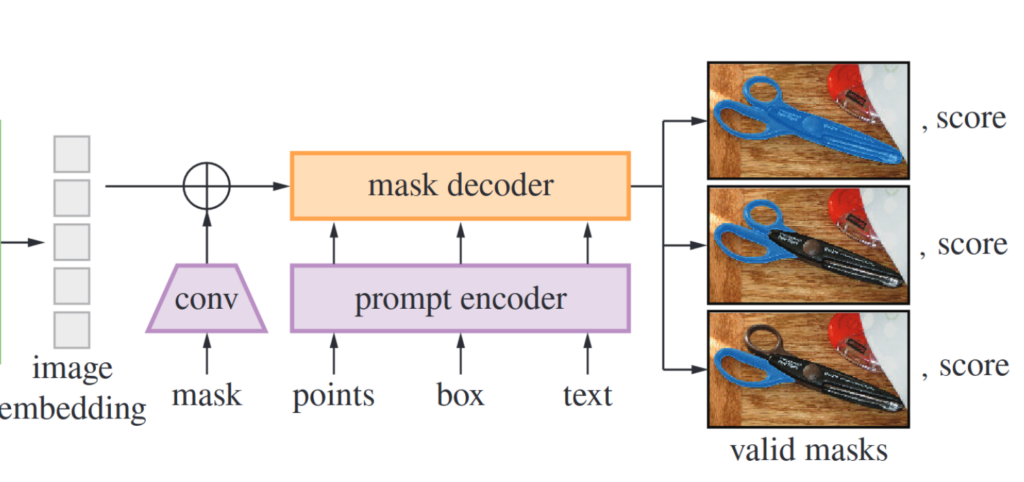 image
embedding
conv
mask
mask decoder
prompt encoder
points
box
text
, score
, score
, score
valid masks